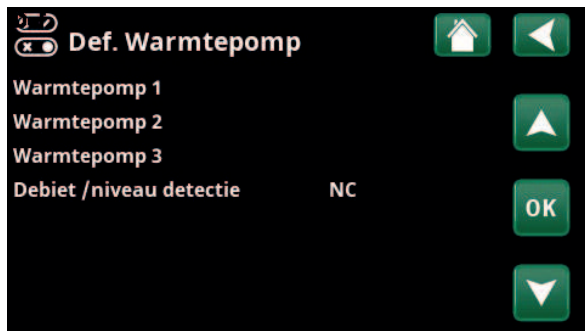 Def. Warmtepomp
Warmtepomp 1
Warmtepomp 2
Warmtepomp 3
Debiet /niveau detectie NC
OK